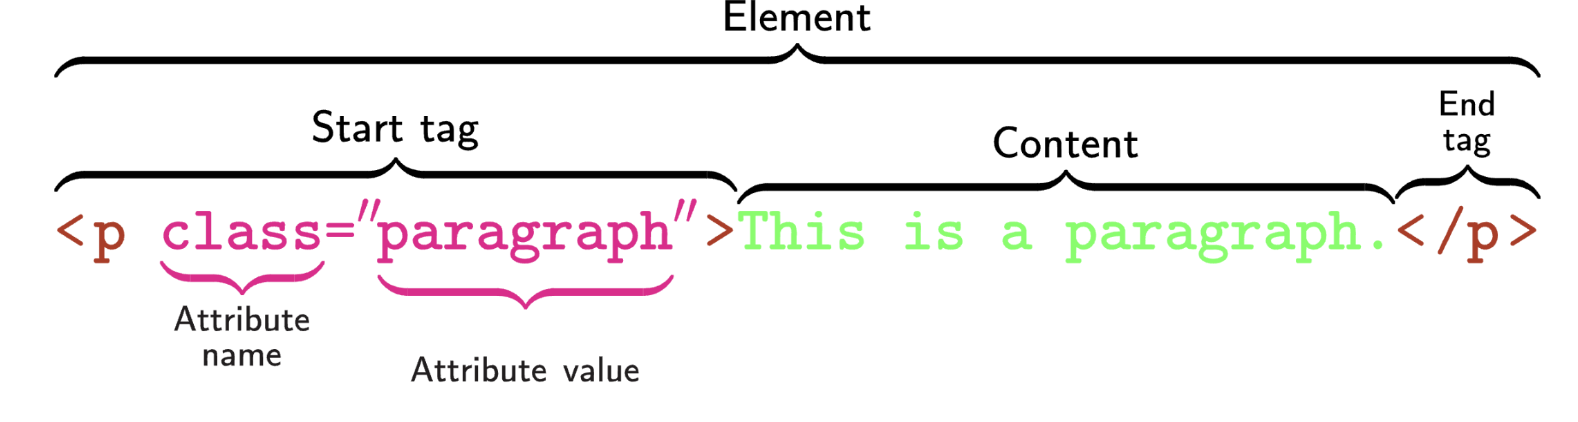 Element
Start tag
Content
End
tag
<p class="paragraph">This is a paragraph.</p>
Attribute
name
Attribute value